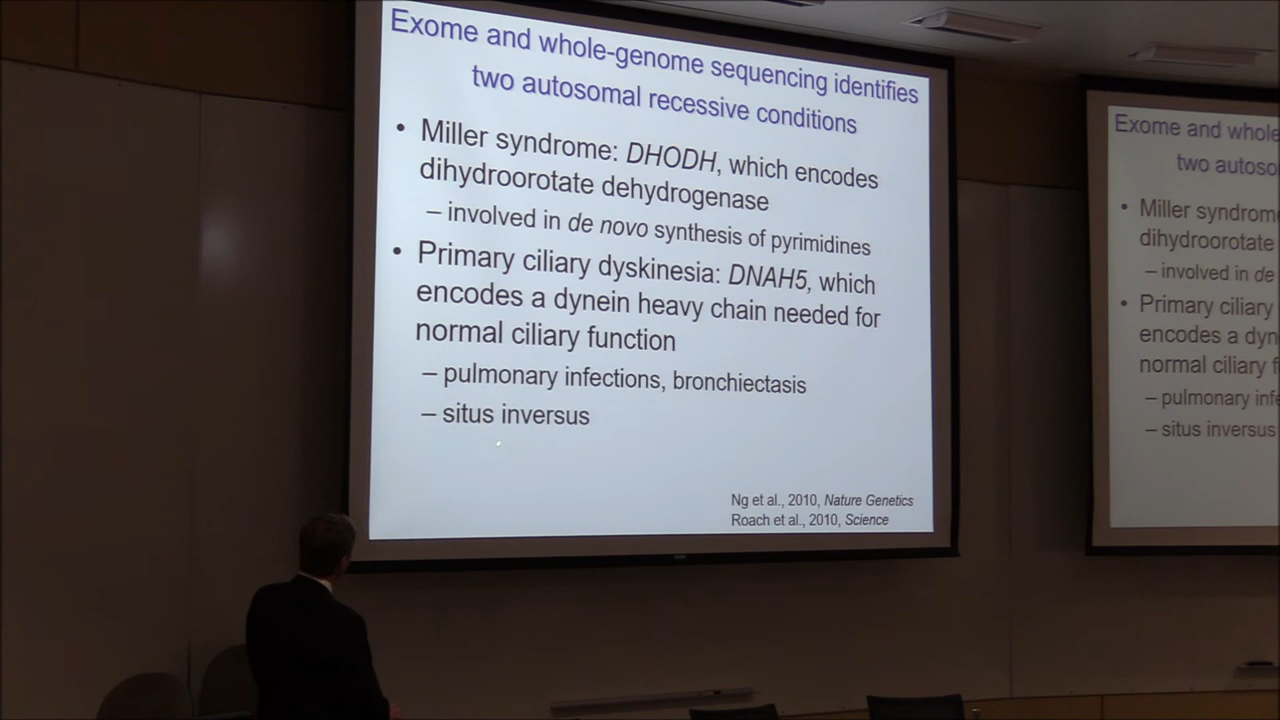 Exome and whole-genome sequencing identifies
two autosomal recessive conditions
• Miller syndrome: DHODH, which encodes
dihydroorotate dehydrogenase
– involved in de novo synthesis of pyrimidines
• Primary ciliary dyskinesia: DNAH5, which
encodes a dynein heavy chain needed for
normal ciliary function
– pulmonary infections, bronchiectasis
– situs inversus
Ng et al., 2010, Nature Genetics
Roach et al., 2010, Science
Exome and whole
two autoso
• Miller syndrom
dihydroorotate
– involved in de
• Primary ciliary
encodes a dyn
normal ciliary f
– pulmonary infe
– situs inversus